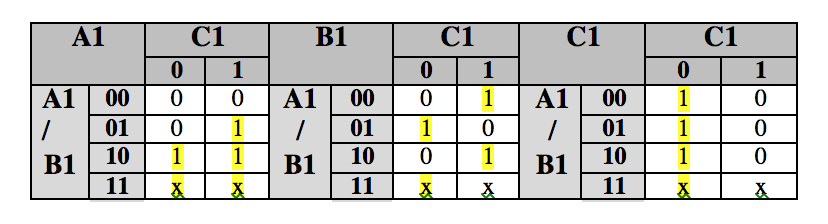 A1 C1 B1 C1 C1 C1
0 1 0 1 0 1
A1 00 0 0 A1 00 0 1 A1 00 1 0
/ 01 0 1 / 01 1 0 / 01 1 0
B1 10 1 1 B1 10 0 1 B1 10 1 0
11 x x 11 x x 11 x x